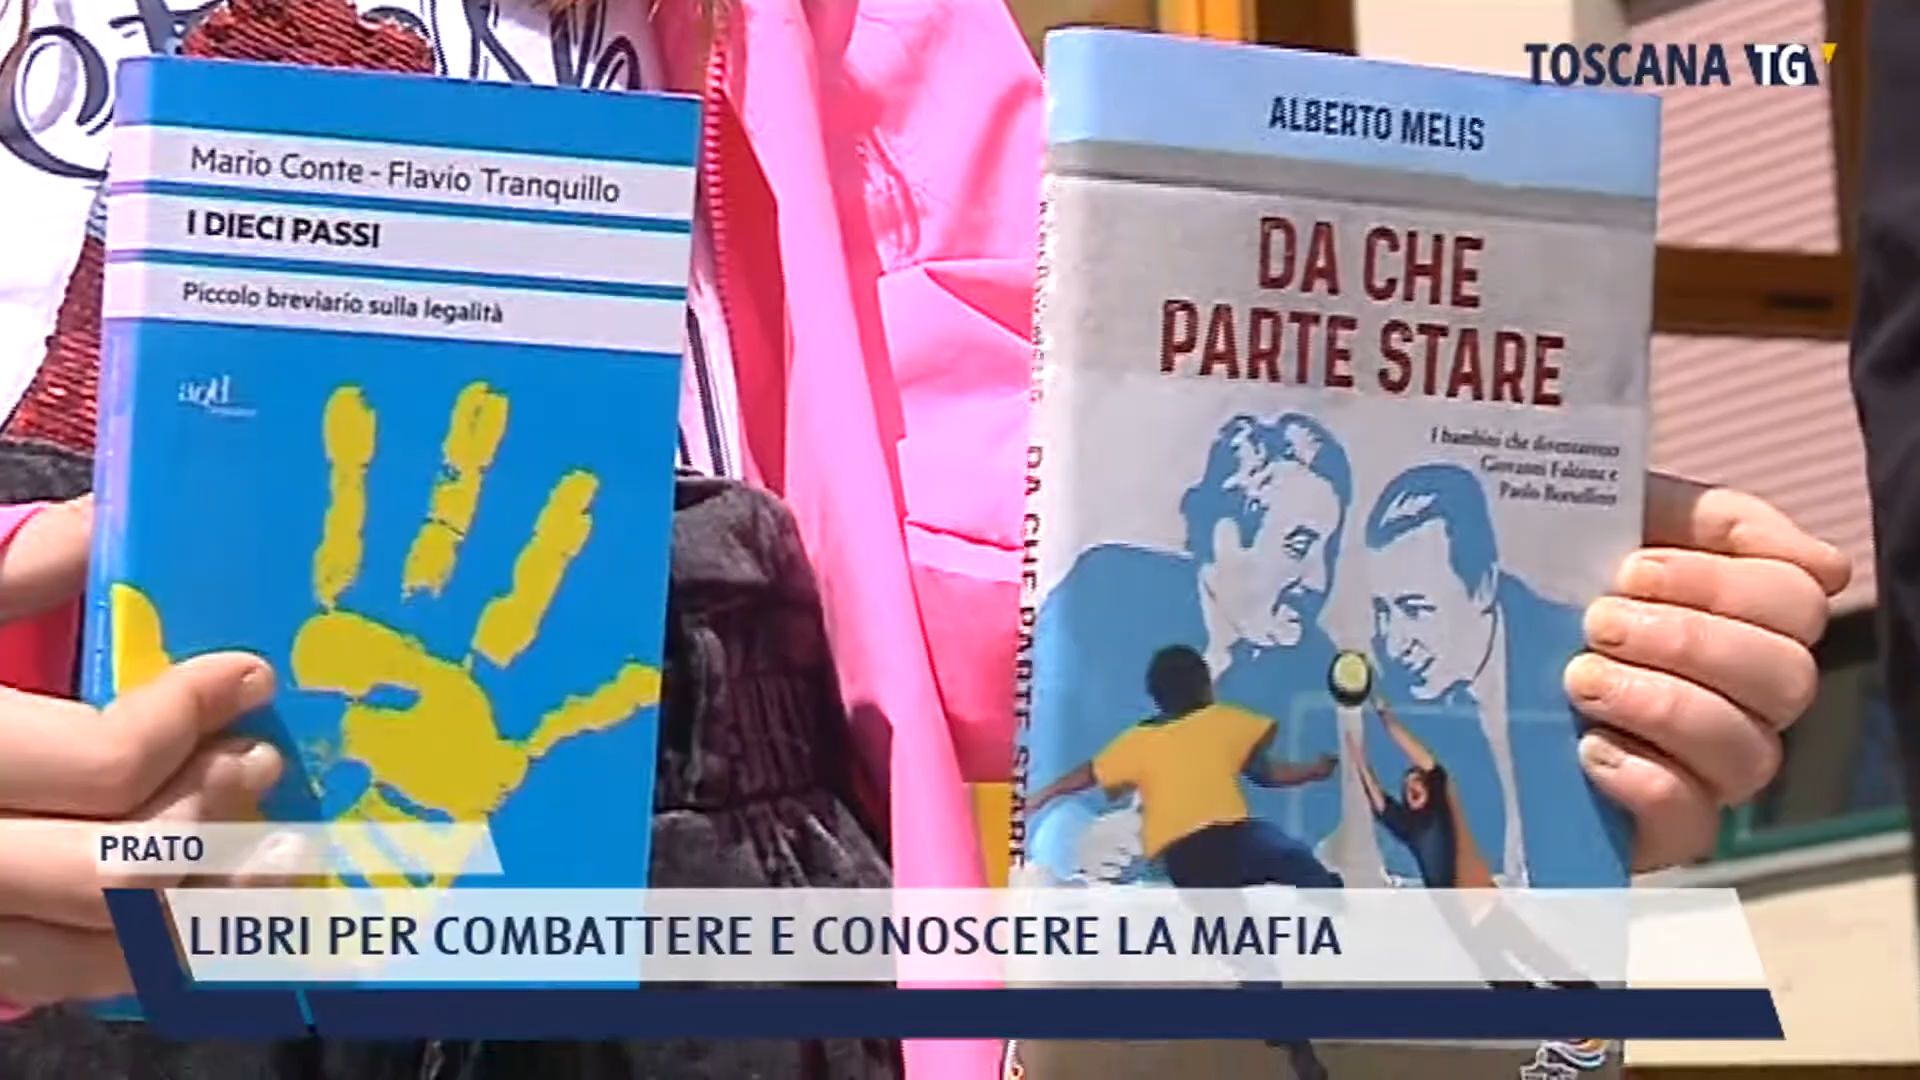 TOSCANA TG
Mario Conte - Flavio Tranquillo
I DIECI PASSI
Piccolo breviario sulla legalità
ALBERTO MELIS
DA CHE
PARTE STARE
I bambini che diventarono
Giovanni Falcone e
Paolo Borsellino
DA CHE PARTE STARE
PRATO
LIBRI PER COMBATTERE E CONOSCERE LA MAFIA